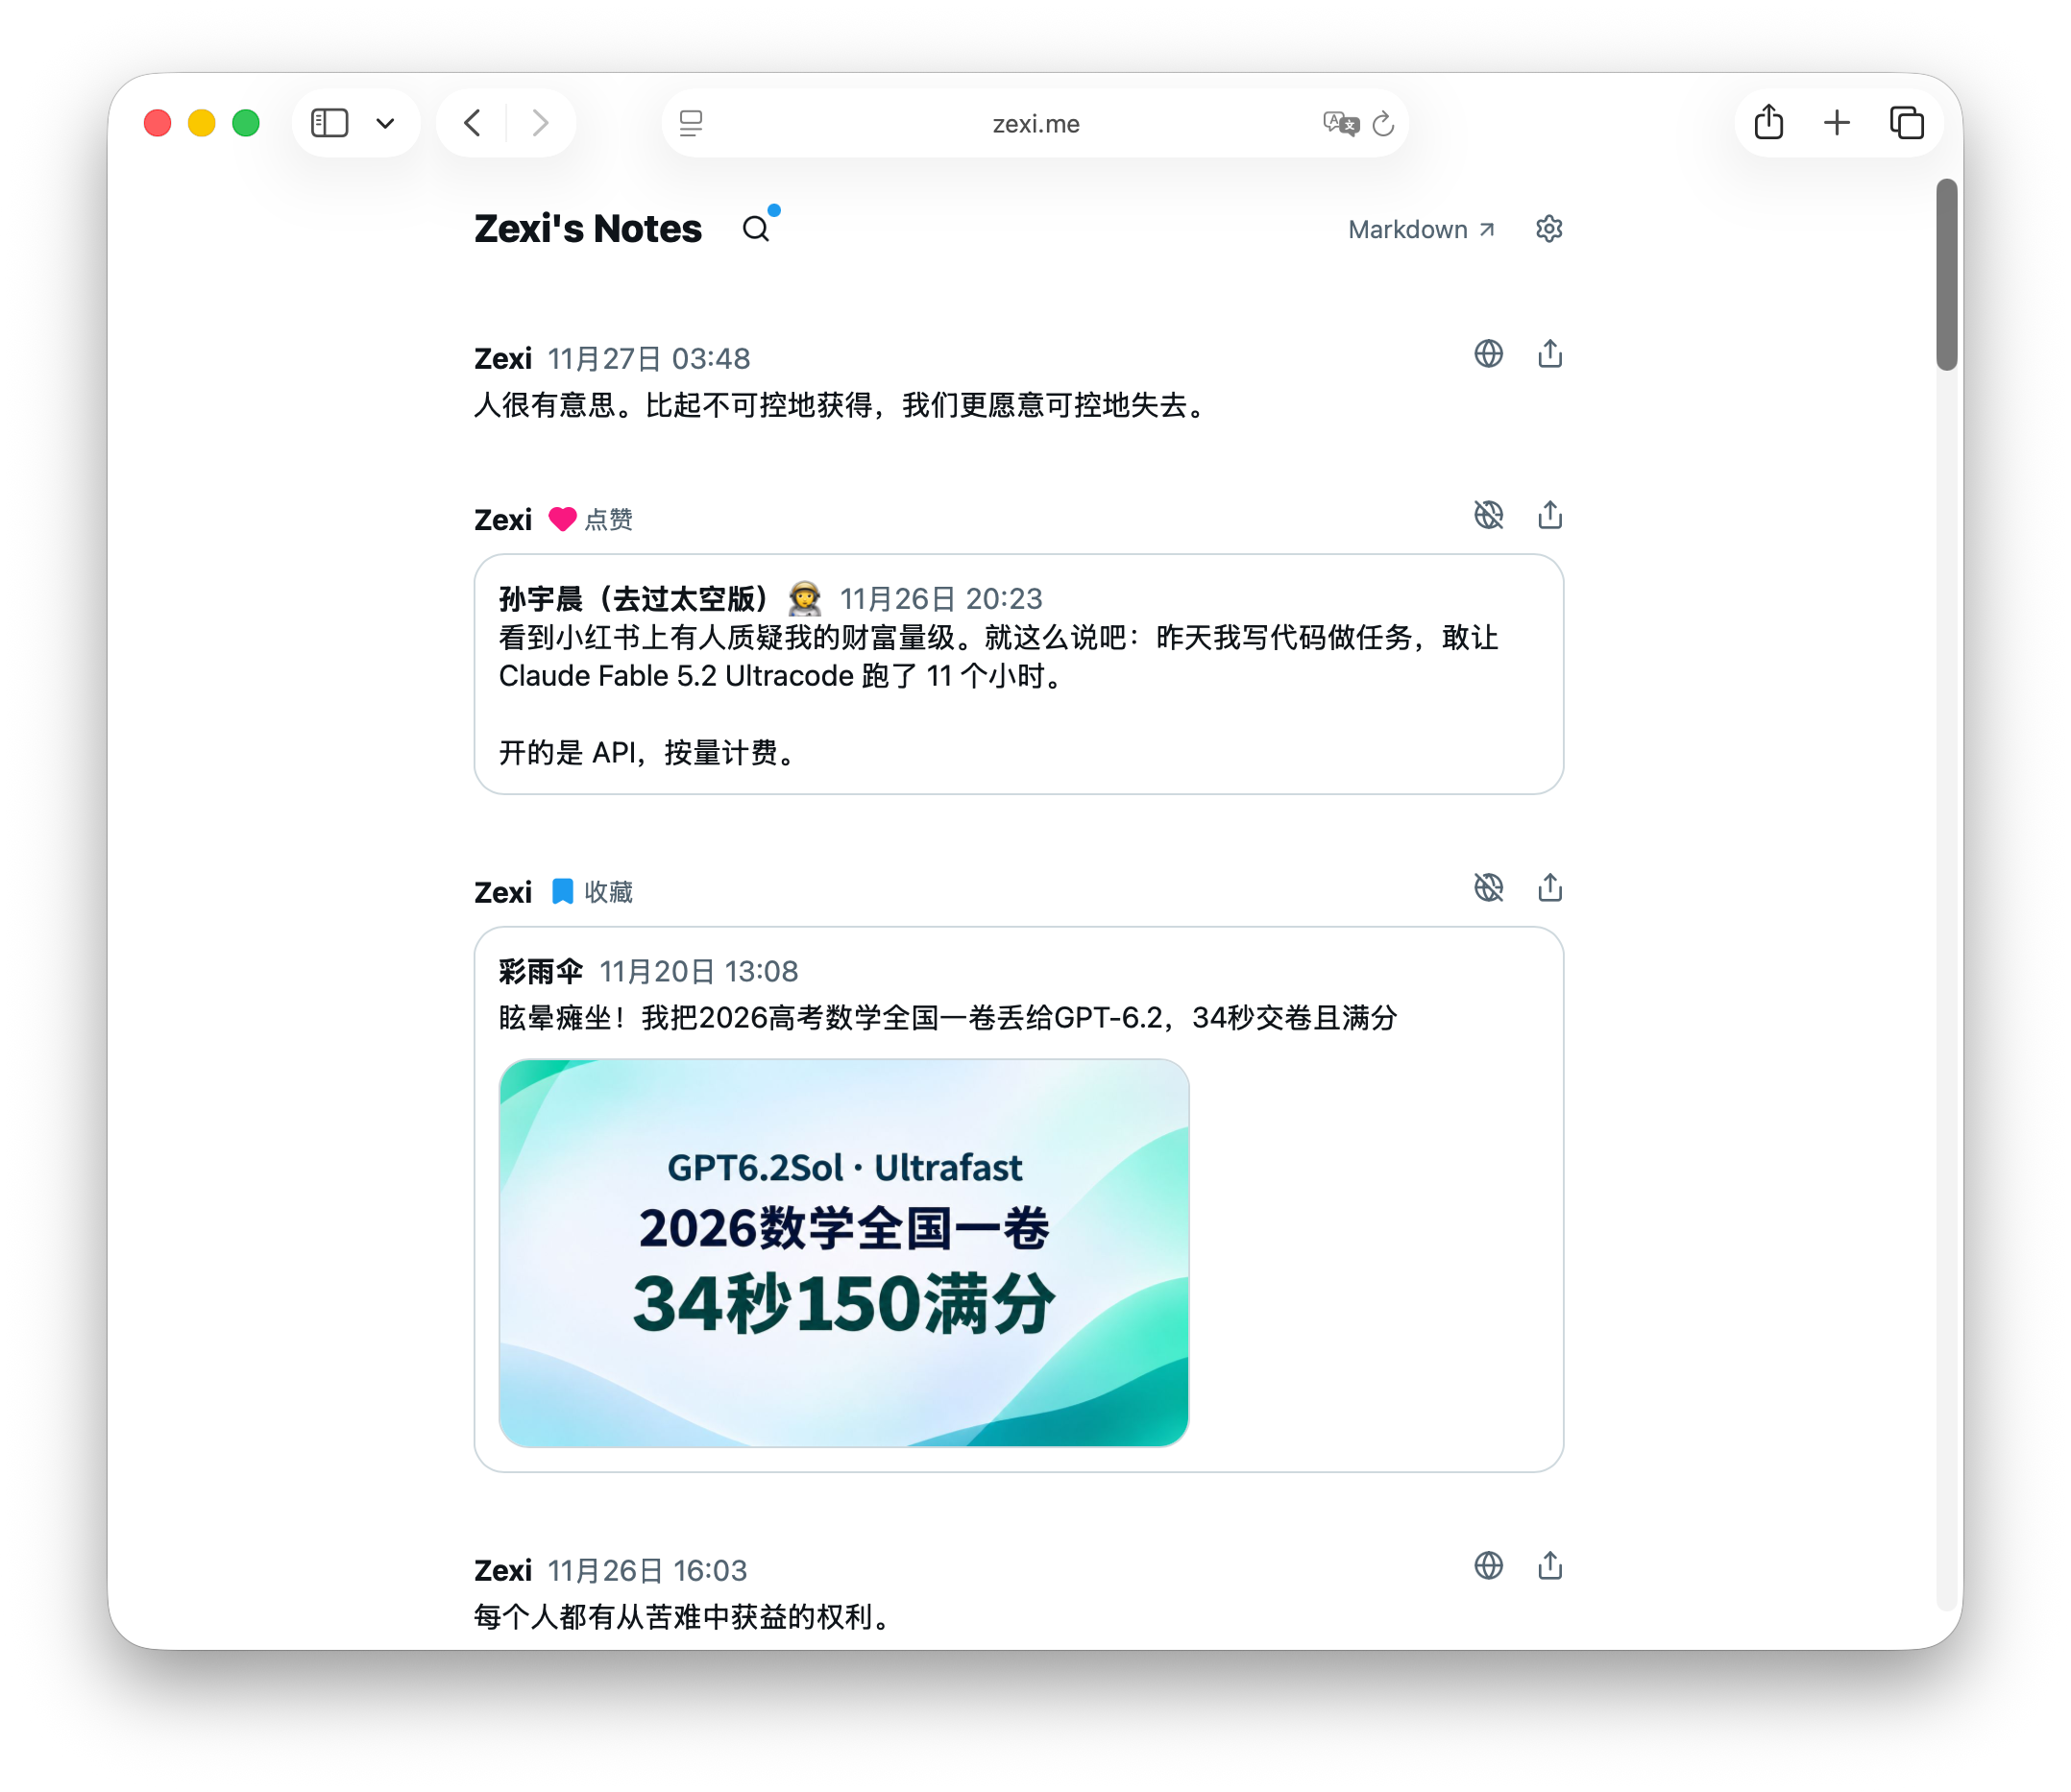 zexi.me
Zexi's Notes
Markdown
Zexi 11月27日 03:48
人很有意思。比起不可控地获得，我们更愿意可控地失去。
Zexi 点赞
孙宇晨（去过太空版）👩‍🚀 11月26日 20:23
看到小红书上有人质疑我的财富量级。就这么说吧：昨天我写代码做任务，敢让
Claude Fable 5.2 Ultracode 跑了 11 个小时。
开的是 API，按量计费。
Zexi 收藏
彩雨伞 11月20日 13:08
眩晕瘫坐！我把2026高考数学全国一卷丢给GPT-6.2，34秒交卷且满分
GPT6.2Sol · Ultrafast
2026数学全国一卷
34秒150满分
Zexi 11月26日 16:03
每个人都有从苦难中获益的权利。